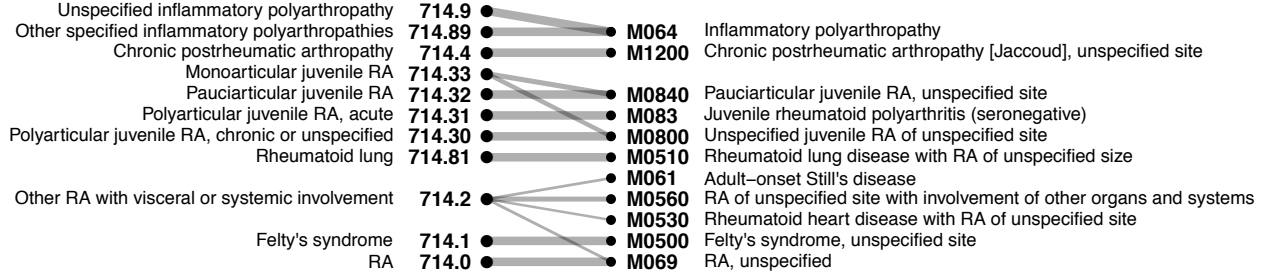 Unspecified inflammatory polyarthropathy 714.9
Other specified inflammatory polyarthropathies 714.89 M064 Inflammatory polyarthropathy
Chronic postrheumatic arthropathy 714.4 M1200 Chronic postrheumatic arthropathy [Jaccoud], unspecified site
Monoarticular juvenile RA 714.33
Pauciarticular juvenile RA 714.32 M0840 Pauciarticular juvenile RA, unspecified site
Polyarticular juvenile RA, acute 714.31 M083 Juvenile rheumatoid polyarthritis (seronegative)
Polyarticular juvenile RA, chronic or unspecified 714.30 M0800 Unspecified juvenile RA of unspecified site
Rheumatoid lung 714.81 M0510 Rheumatoid lung disease with RA of unspecified size
M061 Adult−onset Still's disease
Other RA with visceral or systemic involvement 714.2 M0560 RA of unspecified site with involvement of other organs and systems
M0530 Rheumatoid heart disease with RA of unspecified site
Felty's syndrome 714.1 M0500 Felty's syndrome, unspecified site
RA 714.0 M069 RA, unspecified